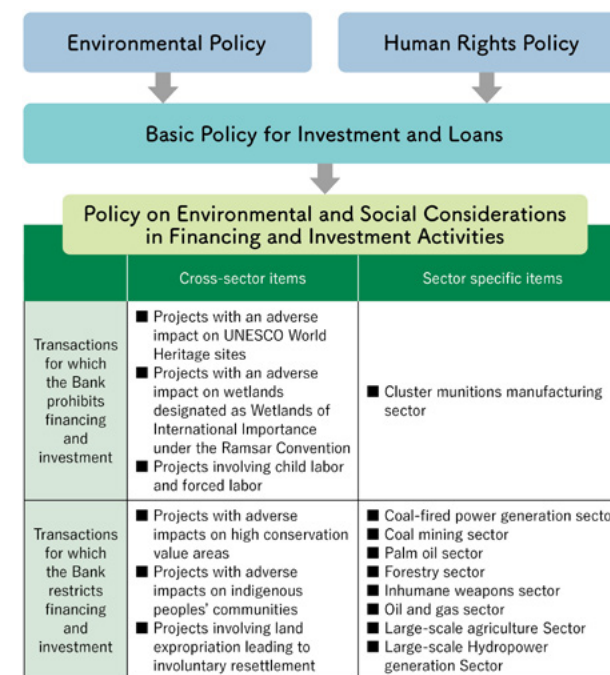 Environmental Policy
Human Rights Policy
Basic Policy for Investment and Loans
Policy on Environmental and Social Considerations
in Financing and Investment Activities
Cross-sector items
Sector specific items
Transactions
for which
the Bank
prohibits
financing
and
investment
■ Projects with an adverse
impact on UNESCO World
Heritage sites
■ Projects with an adverse
impact on wetlands
designated as Wetlands of
International Importance
under the Ramsar Convention
■ Projects involving child labor
and forced labor
■ Cluster munitions manufacturing
sector
Transactions
for which
the Bank
restricts
financing
and
investment
■ Projects with adverse
impacts on high conservation
value areas
■ Projects with adverse
impacts on indigenous
peoples' communities
■ Projects involving land
expropriation leading to
involuntary resettlement
■ Coal-fired power generation secto
■ Coal mining sector
■ Palm oil sector
■ Forestry sector
■ Inhumane weapons sector
■ Oil and gas sector
■ Large-scale agriculture Sector
■ Large-scale Hydropower
generation Sector